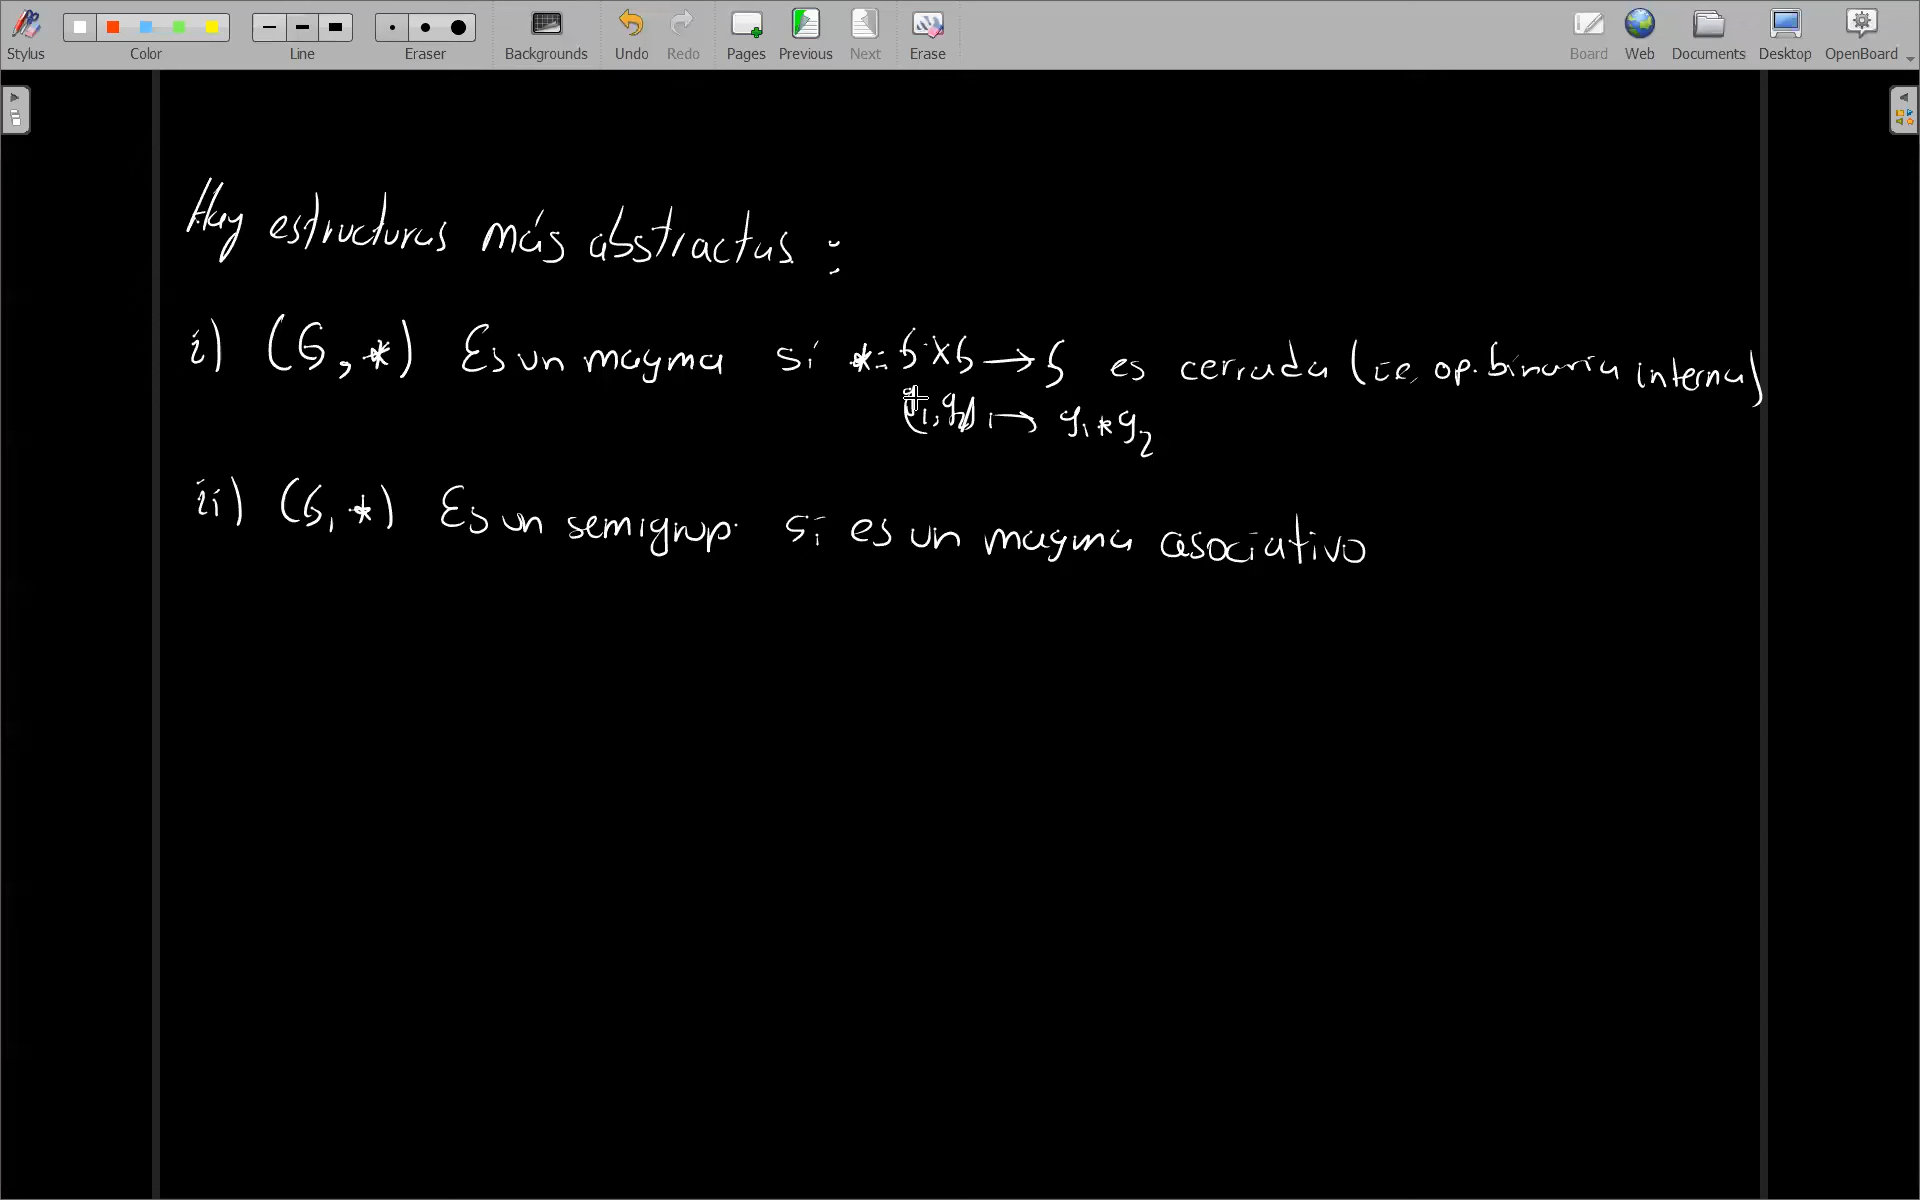 Stylus Color Line Eraser Backgrounds Undo Redo Pages Previous Next Erase Board Web Documents Desktop OpenBoard
Hay estructuras más abstractas :
i) (G, *) Es un magma si *: G × G → G es cerrada (i.e. op. binaria interna)
(g₁, g₂) ↦ g₁ * g₂
ii) (G, *) Es un semigrup. si es un magma asociativo